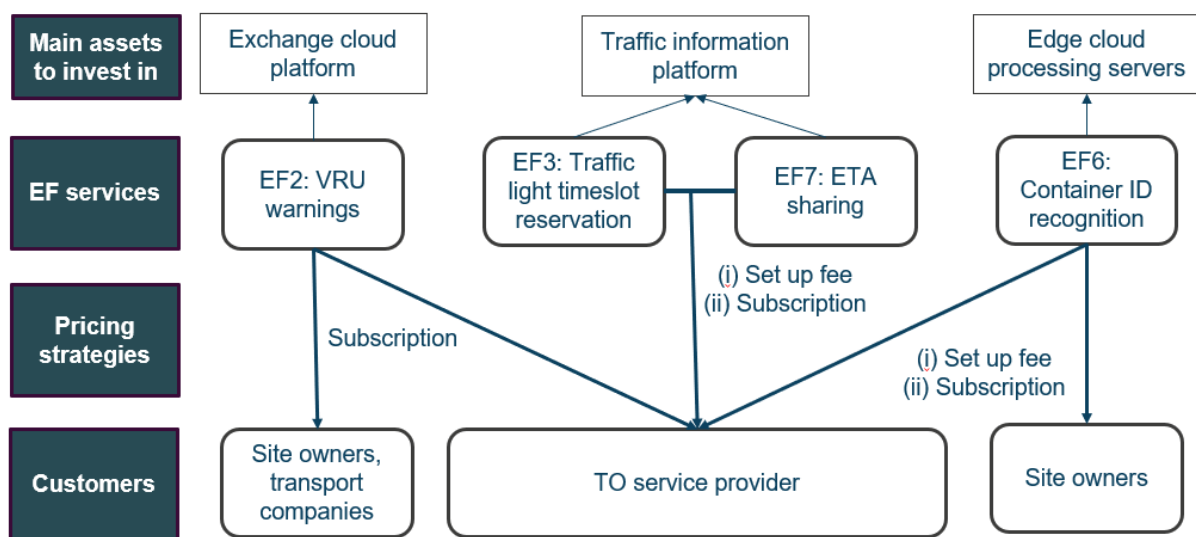 Main assets
to invest in
Exchange cloud
platform
Traffic information
platform
Edge cloud
processing servers
EF services
EF2: VRU
warnings
EF3: Traffic
light timeslot
reservation
EF7: ETA
sharing
EF6:
Container ID
recognition
Pricing
strategies
Subscription
(i) Set up fee
(ii) Subscription
(i) Set up fee
(ii) Subscription
Customers
Site owners,
transport
companies
TO service provider
Site owners